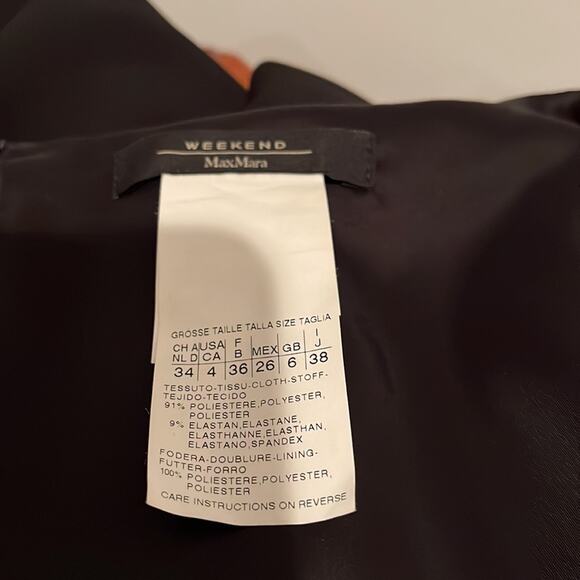 WEEKEND
MaxMara
GROSSE TAILLE TALLA SIZE TAGLIA
CH A USA F MEX GB I
NL D CA B J
34 4 36 26 6 38
TESSUTO-TISSU-CLOTH-STOFF-
TEJIDO-TECIDO
91% POLIESTERE,POLYESTER,
POLIESTER
9% ELASTAN,ELASTANE,
ELASTHANNE,ELASTHAN,
ELASTANO,SPANDEX
FODERA-DOUBLURE-LINING-
FUTTER-FORRO
100% POLIESTERE,POLYESTER,
POLIESTER
CARE INSTRUCTIONS ON REVERSE